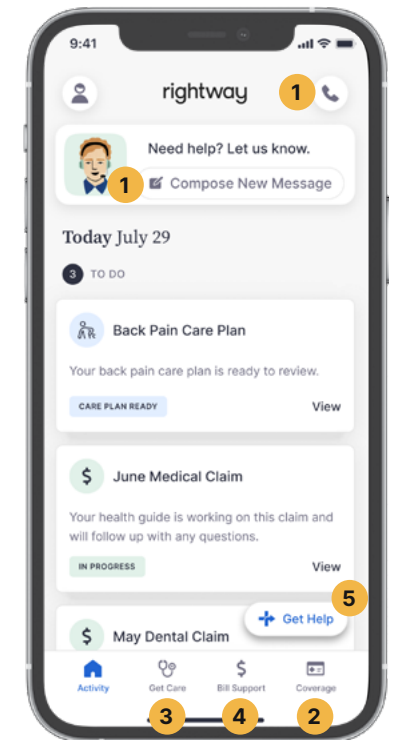 9:41
rightway
1
Need help? Let us know.
1
Compose New Message
Today July 29
3 TO DO
Back Pain Care Plan
Your back pain care plan is ready to review.
CARE PLAN READY
View
$
June Medical Claim
Your health guide is working on this claim and
will follow up with any questions.
IN PROGRESS
View
5
Get Help
$
May Dental Claim
Activity
Get Care
$
Bill Support
Coverage
3
4
2